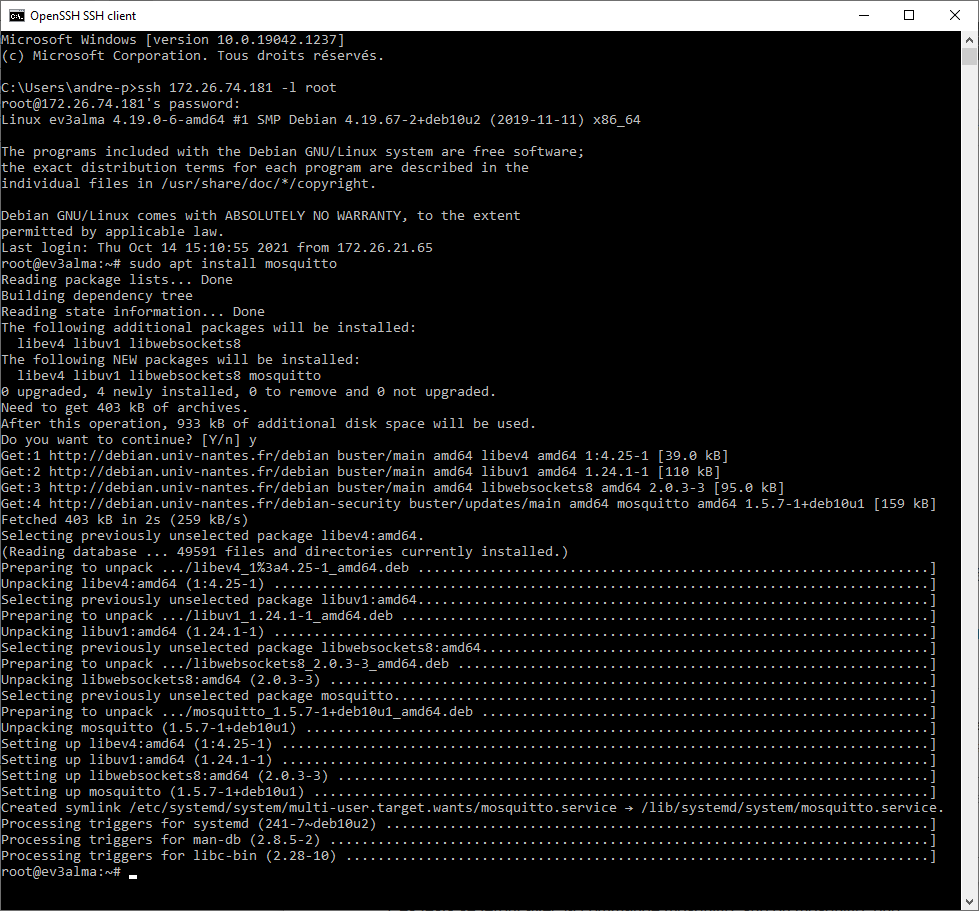 OpenSSH SSH client
Microsoft Windows [version 10.0.19042.1237]
(c) Microsoft Corporation. Tous droits réservés.
C:\Users\andre-p>ssh 172.26.74.181 -l root
root@172.26.74.181's password:
Linux ev3alma 4.19.0-6-amd64 #1 SMP Debian 4.19.67-2+deb10u2 (2019-11-11) x86_64
The programs included with the Debian GNU/Linux system are free software;
the exact distribution terms for each program are described in the
individual files in /usr/share/doc/*/copyright.
Debian GNU/Linux comes with ABSOLUTELY NO WARRANTY, to the extent
permitted by applicable law.
Last login: Thu Oct 14 15:10:55 2021 from 172.26.21.65
root@ev3alma:~# sudo apt install mosquitto
Reading package lists... Done
Building dependency tree
Reading state information... Done
The following additional packages will be installed:
  libev4 libuv1 libwebsockets8
The following NEW packages will be installed:
  libev4 libuv1 libwebsockets8 mosquitto
0 upgraded, 4 newly installed, 0 to remove and 0 not upgraded.
Need to get 403 kB of archives.
After this operation, 933 kB of additional disk space will be used.
Do you want to continue? [Y/n] y
Get:1 http://debian.univ-nantes.fr/debian buster/main amd64 libev4 amd64 1:4.25-1 [39.0 kB]
Get:2 http://debian.univ-nantes.fr/debian buster/main amd64 libuv1 amd64 1.24.1-1 [110 kB]
Get:3 http://debian.univ-nantes.fr/debian buster/main amd64 libwebsockets8 amd64 2.0.3-3 [95.0 kB]
Get:4 http://debian.univ-nantes.fr/debian-security buster/updates/main amd64 mosquitto amd64 1.5.7-1+deb10u1 [159 kB]
Fetched 403 kB in 2s (259 kB/s)
Selecting previously unselected package libev4:amd64.
(Reading database ... 49591 files and directories currently installed.)
Preparing to unpack .../libev4_1%3a4.25-1_amd64.deb ................................................................]
Unpacking libev4:amd64 (1:4.25-1) ..................................................................................]
Selecting previously unselected package libuv1:amd64................................................................]
Preparing to unpack .../libuv1_1.24.1-1_amd64.deb ..................................................................]
Unpacking libuv1:amd64 (1.24.1-1) ..................................................................................]
Selecting previously unselected package libwebsockets8:amd64........................................................]
Preparing to unpack .../libwebsockets8_2.0.3-3_amd64.deb ...........................................................]
Unpacking libwebsockets8:amd64 (2.0.3-3) ...........................................................................]
Selecting previously unselected package mosquitto...................................................................]
Preparing to unpack .../mosquitto_1.5.7-1+deb10u1_amd64.deb ........................................................]
Unpacking mosquitto (1.5.7-1+deb10u1) ..............................................................................]
Setting up libev4:amd64 (1:4.25-1) .................................................................................]
Setting up libuv1:amd64 (1.24.1-1) .................................................................................]
Setting up libwebsockets8:amd64 (2.0.3-3) ..........................................................................]
Setting up mosquitto (1.5.7-1+deb10u1) .............................................................................]
Created symlink /etc/systemd/system/multi-user.target.wants/mosquitto.service → /lib/systemd/system/mosquitto.service.
Processing triggers for systemd (241-7~deb10u2) ....................................................................]
Processing triggers for man-db (2.8.5-2) ...........................................................................]
Processing triggers for libc-bin (2.28-10) .........................................................................]
root@ev3alma:~#